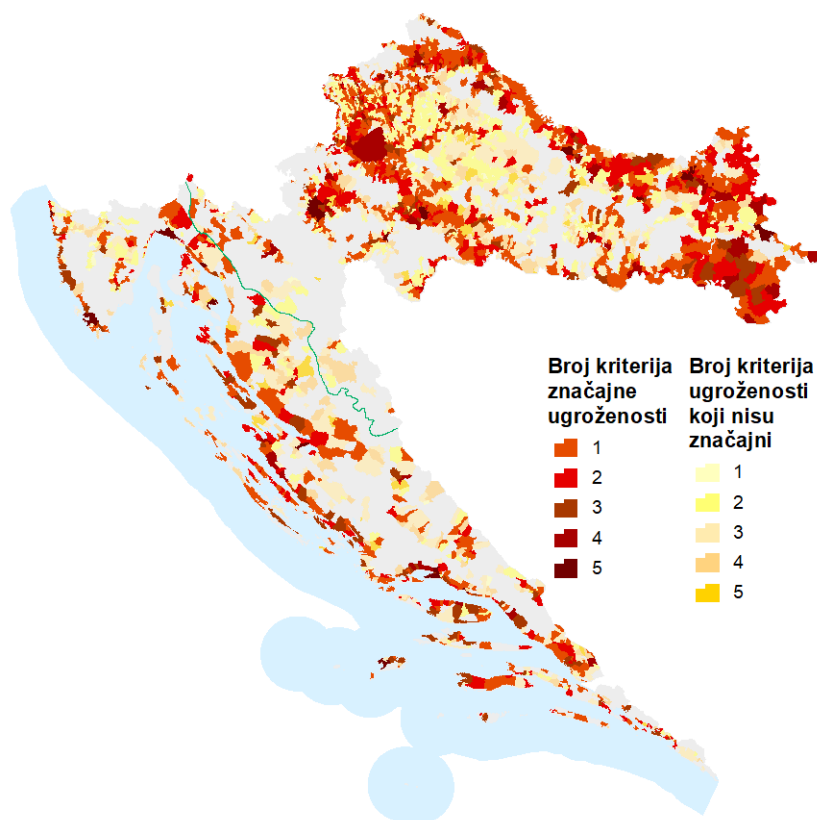 Broj kriterija
značajne
ugroženosti
1
2
3
4
5
Broj kriterija
ugroženosti
koji nisu
značajni
1
2
3
4
5